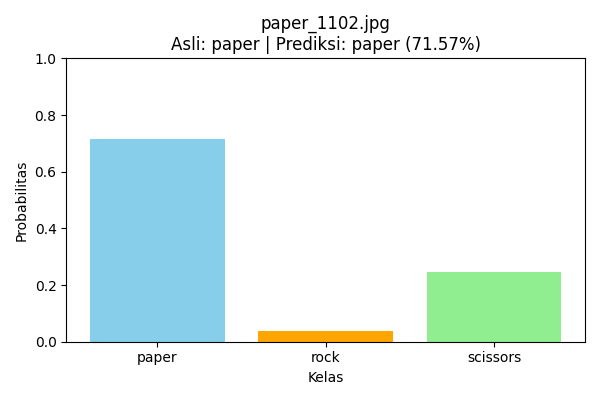 paper_1102.jpg
Asli: paper | Prediksi: paper (71.57%)
1.0
0.8
0.6
0.4
0.2
0.0
Probabilitas
paper rock scissors
Kelas